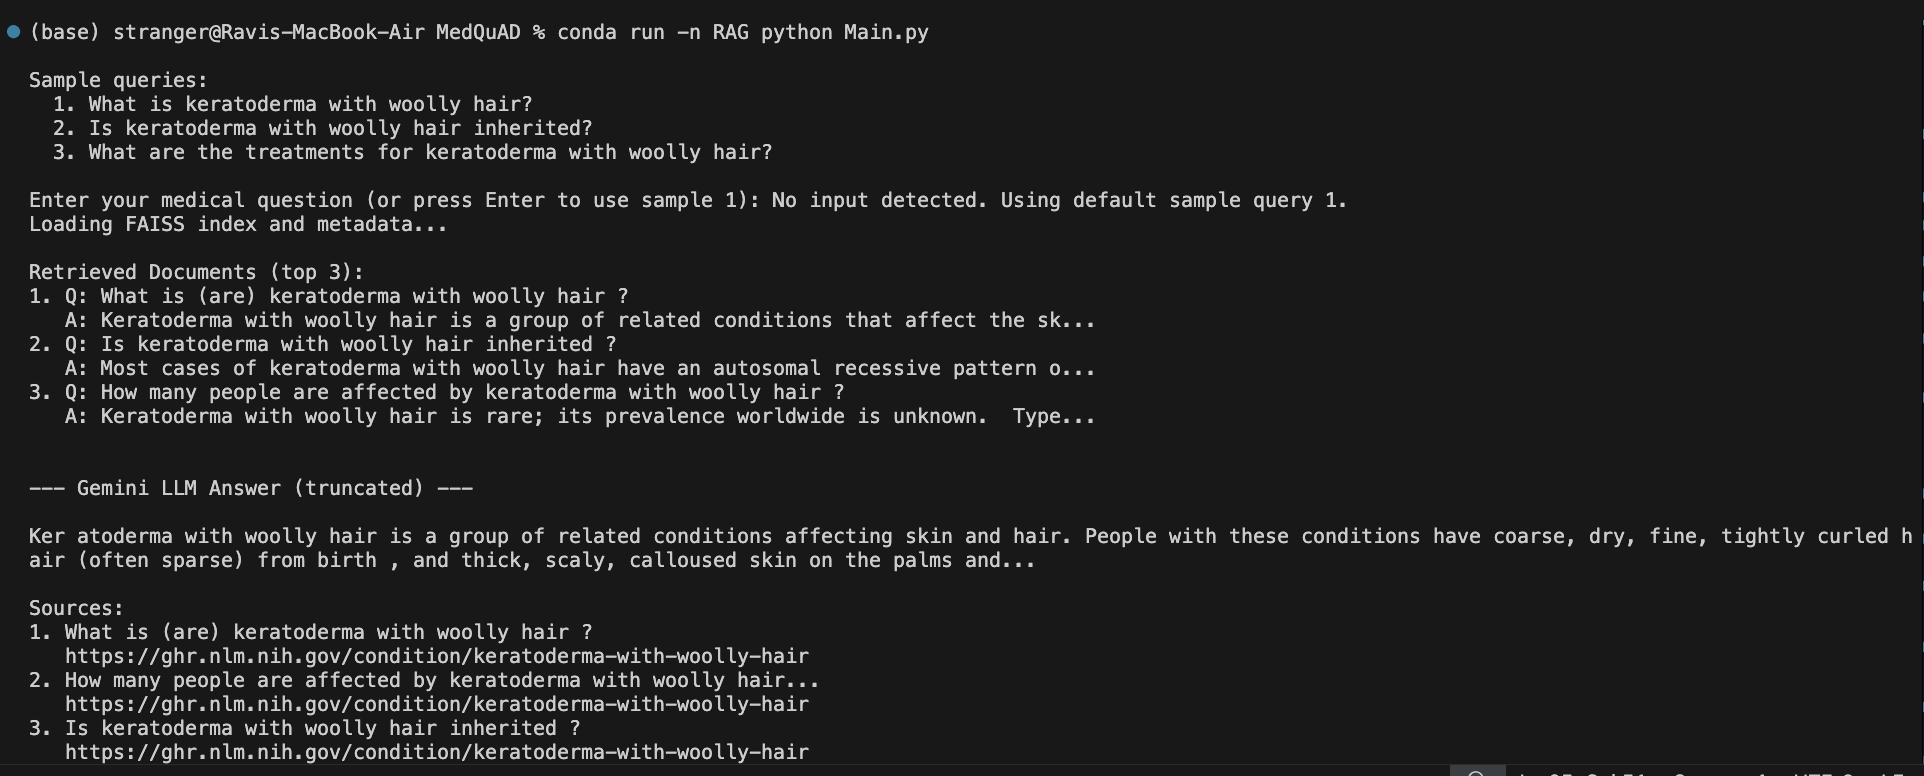 (base) stranger@Ravis-MacBook-Air MedQuAD % conda run -n RAG python Main.py
Sample queries:
1. What is keratoderma with woolly hair?
2. Is keratoderma with woolly hair inherited?
3. What are the treatments for keratoderma with woolly hair?
Enter your medical question (or press Enter to use sample 1): No input detected. Using default sample query 1.
Loading FAISS index and metadata...
Retrieved Documents (top 3):
1. Q: What is (are) keratoderma with woolly hair ?
A: Keratoderma with woolly hair is a group of related conditions that affect the sk...
2. Q: Is keratoderma with woolly hair inherited ?
A: Most cases of keratoderma with woolly hair have an autosomal recessive pattern o...
3. Q: How many people are affected by keratoderma with woolly hair ?
A: Keratoderma with woolly hair is rare; its prevalence worldwide is unknown.  Type...
--- Gemini LLM Answer (truncated) ---
Ker atoderma with woolly hair is a group of related conditions affecting skin and hair. People with these conditions have coarse, dry, fine, tightly curled h
air (often sparse) from birth , and thick, scaly, calloused skin on the palms and...
Sources:
1. What is (are) keratoderma with woolly hair ?
https://ghr.nlm.nih.gov/condition/keratoderma-with-woolly-hair
2. How many people are affected by keratoderma with woolly hair...
https://ghr.nlm.nih.gov/condition/keratoderma-with-woolly-hair
3. Is keratoderma with woolly hair inherited ?
https://ghr.nlm.nih.gov/condition/keratoderma-with-woolly-hair